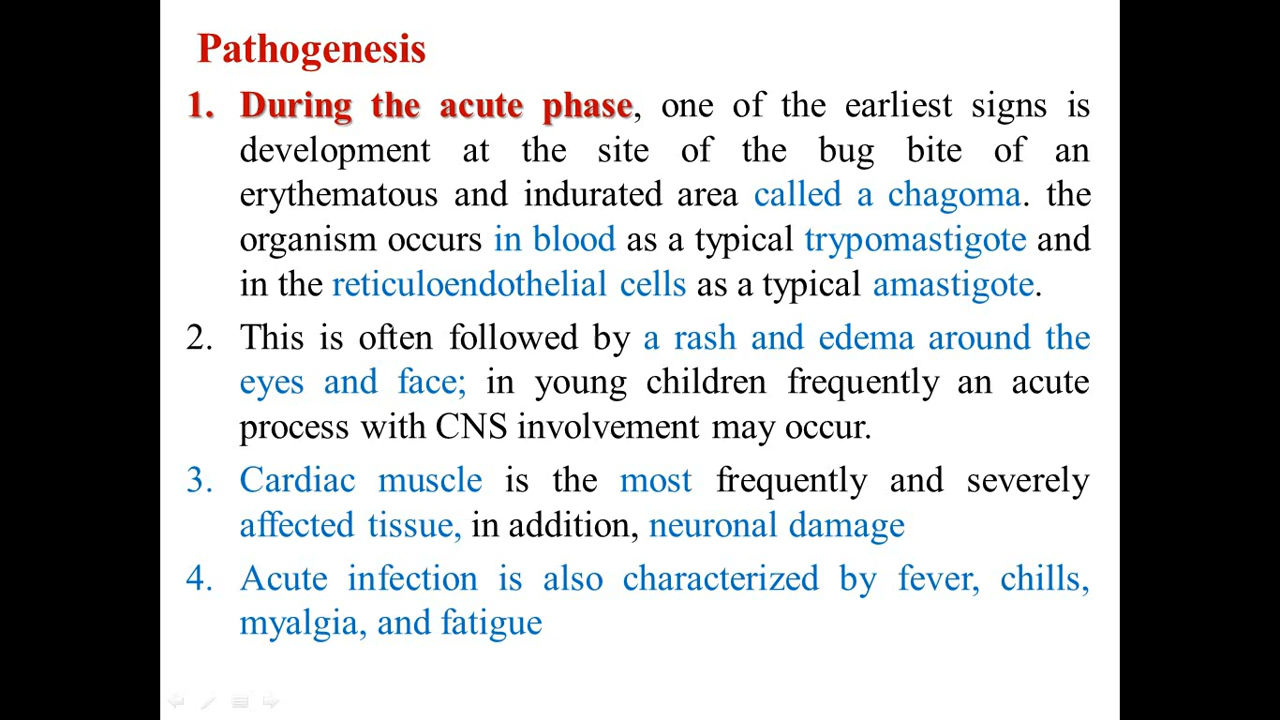 Pathogenesis
1. During the acute phase, one of the earliest signs is
development at the site of the bug bite of an
erythematous and indurated area called a chagoma. the
organism occurs in blood as a typical trypomastigote and
in the reticuloendothelial cells as a typical amastigote.
2. This is often followed by a rash and edema around the
eyes and face; in young children frequently an acute
process with CNS involvement may occur.
3. Cardiac muscle is the most frequently and severely
affected tissue, in addition, neuronal damage
4. Acute infection is also characterized by fever, chills,
myalgia, and fatigue